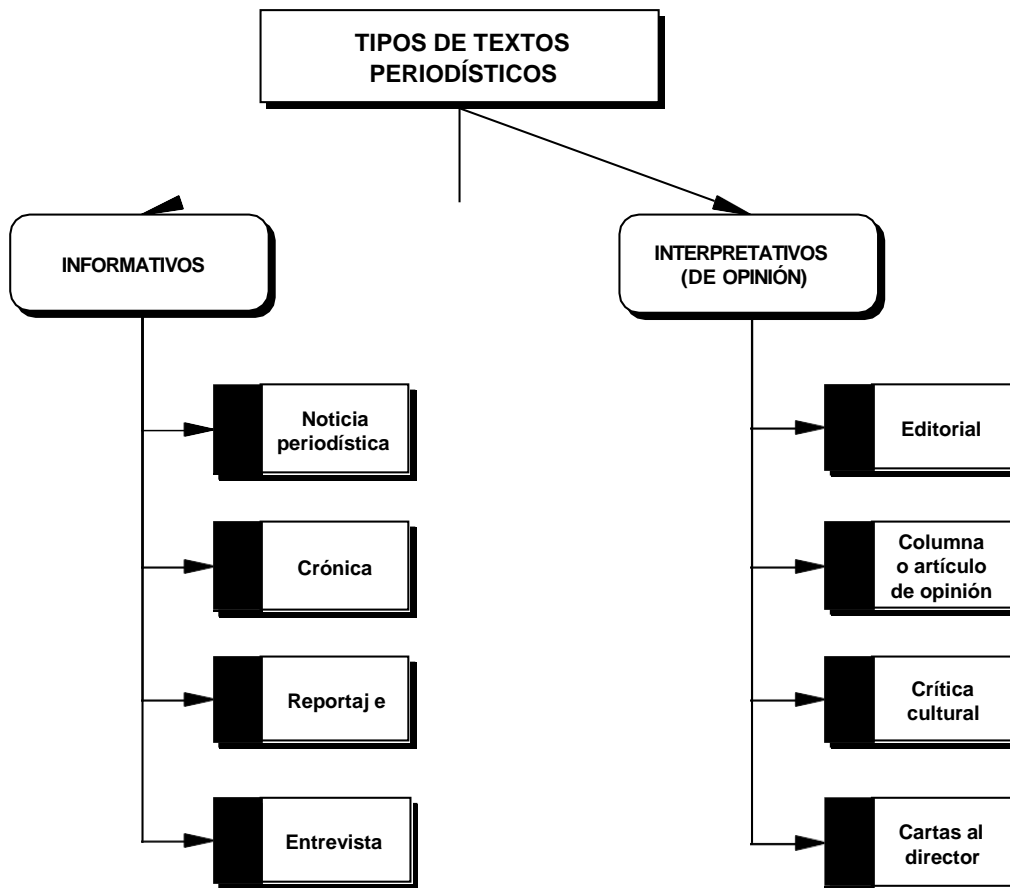 TIPOS DE TEXTOS
PERIODÍSTICOS
INFORMATIVOS
INTERPRETATIVOS
(DE OPINIÓN)
Noticia
periodística
Crónica
Reportaj e
Entrevista
Editorial
Columna
o artículo
de opinión
Crítica
cultural
Cartas al
director